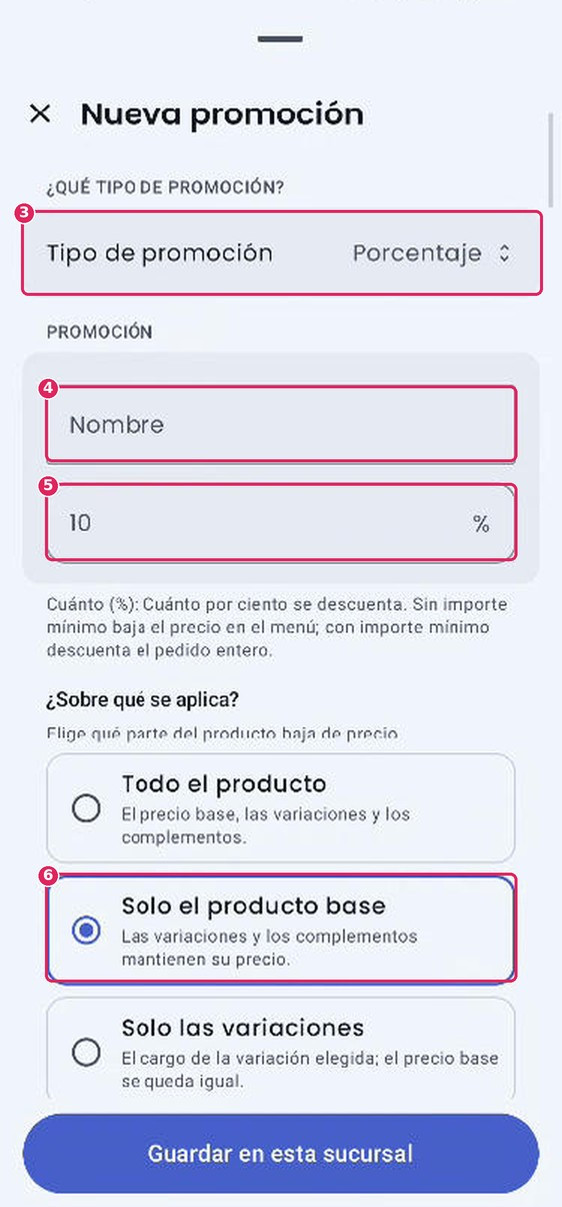 Nueva promoción
¿QUÉ TIPO DE PROMOCIÓN?
3
Tipo de promoción Porcentaje
PROMOCIÓN
4
Nombre
5
10 %
Cuánto (%): Cuánto por ciento se descuenta. Sin importe
mínimo baja el precio en el menú; con importe mínimo
descuenta el pedido entero.
¿Sobre qué se aplica?
Elige qué parte del producto baja de precio
Todo el producto
El precio base, las variaciones y los
complementos.
6
Solo el producto base
Las variaciones y los complementos
mantienen su precio.
Solo las variaciones
El cargo de la variación elegida; el precio base
se queda igual.
Guardar en esta sucursal